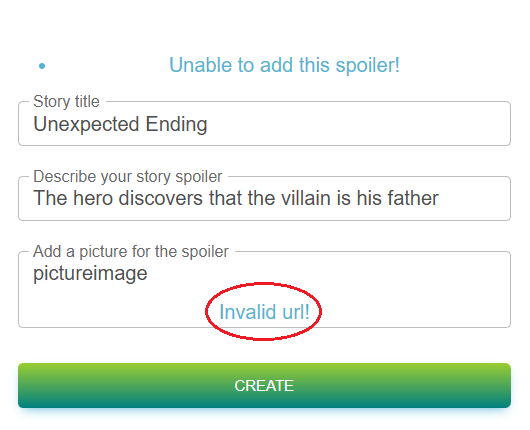 Unable to add this spoiler!
Story title
Unexpected Ending
Describe your story spoiler
The hero discovers that the villain is his father
Add a picture for the spoiler
pictureimage
Invalid url!
CREATE